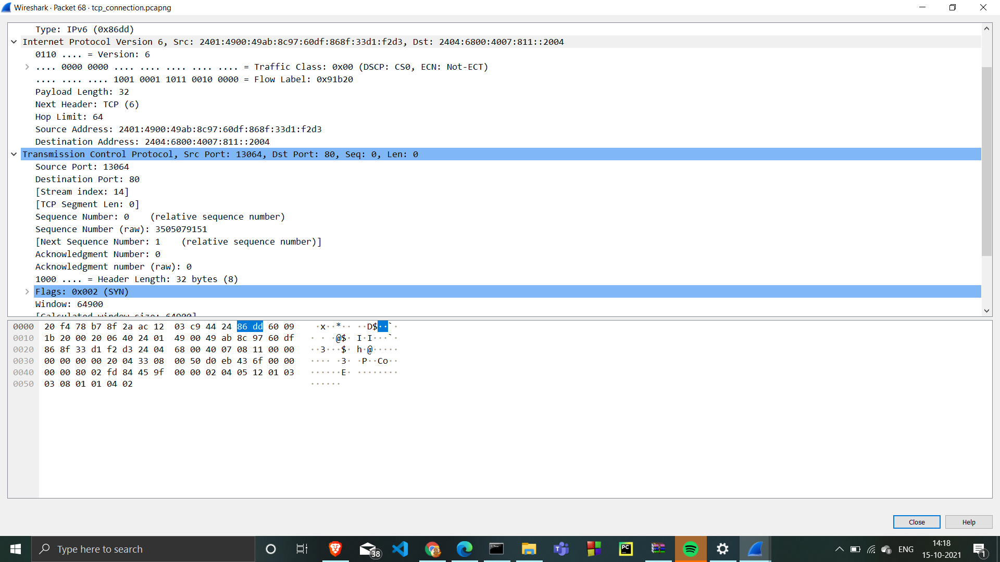 Wireshark · Packet 68 · tcp_connection.pcapng
Type: IPv6 (0x86dd)
Internet Protocol Version 6, Src: 2401:4900:49ab:8c97:60df:868f:33d1:f2d3, Dst: 2404:6800:4007:811::2004
0110 .... = Version: 6
.... 0000 0000 .... .... .... .... .... = Traffic Class: 0x00 (DSCP: CS0, ECN: Not-ECT)
.... .... .... 1001 0001 1011 0010 0000 = Flow Label: 0x91b20
Payload Length: 32
Next Header: TCP (6)
Hop Limit: 64
Source Address: 2401:4900:49ab:8c97:60df:868f:33d1:f2d3
Destination Address: 2404:6800:4007:811::2004
Transmission Control Protocol, Src Port: 13064, Dst Port: 80, Seq: 0, Len: 0
Source Port: 13064
Destination Port: 80
[Stream index: 14]
[TCP Segment Len: 0]
Sequence Number: 0    (relative sequence number)
Sequence Number (raw): 3505079151
[Next Sequence Number: 1    (relative sequence number)]
Acknowledgment Number: 0
Acknowledgment number (raw): 0
1000 .... = Header Length: 32 bytes (8)
Flags: 0x002 (SYN)
Window: 64900
[Calculated window size: 64900]
0000 20 f4 78 b7 8f 2a ac 12 03 c9 44 24 86 dd 60 09 ·x··*·· ··D$··`·
0010 1b 20 00 20 06 40 24 01 49 00 49 ab 8c 97 60 df · · ·@$· I·I···`·
0020 86 8f 33 d1 f2 d3 24 04 68 00 40 07 08 11 00 00 ··3···$· h·@·····
0030 00 00 00 00 20 04 33 08 00 50 d0 eb 43 6f 00 00 ···· ·3· ·P··Co··
0040 00 00 80 02 fd 84 45 9f 00 00 02 04 05 12 01 03 ······E· ········
0050 03 08 01 01 04 02 ······
Close
Help
Type here to search
38
PC
ENG
14:18
15-10-2021
1